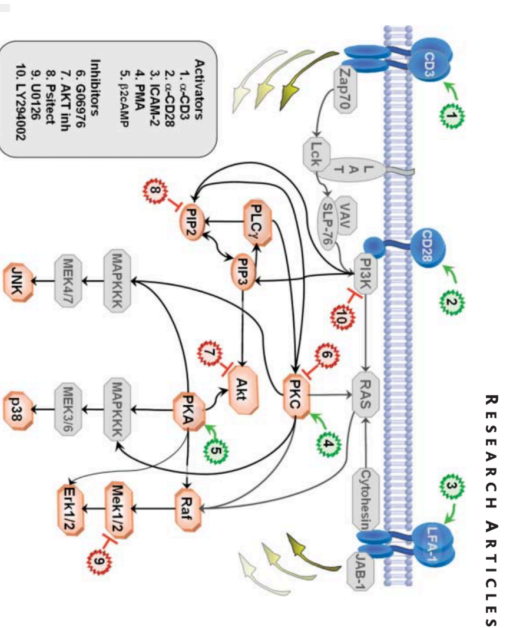 RESEARCH ARTICLES
CD3
1
CD28
2
3
LFA-1
Zap70
Lck
L
A
T
VAV
SLP-76
PI3K
10
RAS
Cytohesin
JAB-1
PLCγ
PIP3
PIP2
8
6
PKC
4
7
Akt
PKA
5
Raf
MAPKKK
MAPKKK
MEK4/7
MEK3/6
Mek1/2
9
JNK
p38
Erk1/2
Activators
1. α-CD3
2. α-CD28
3. ICAM-2
4. PMA
5. β2cAMP
Inhibitors
6. G06976
7. AKT inh
8. Psitect
9. U0126
10. LY294002